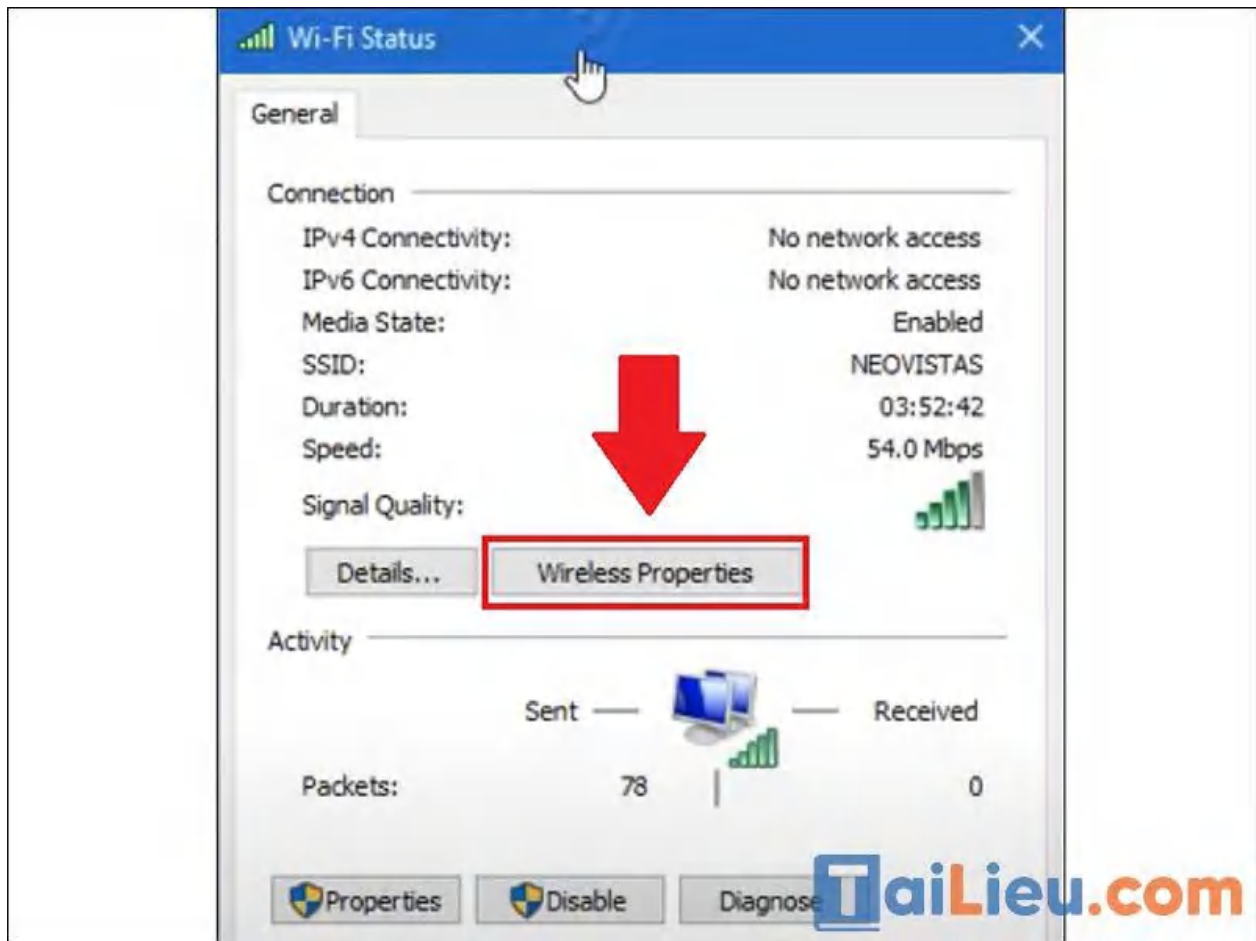 Wi-Fi Status
General
Connection
IPv4 Connectivity: No network access
IPv6 Connectivity: No network access
Media State: Enabled
SSID: NEOVISTAS
Duration: 03:52:42
Speed: 54.0 Mbps
Signal Quality:
Details... Wireless Properties
Activity
Sent Received
Packets: 78 0
Properties Disable Diagnose
TaiLieu.com